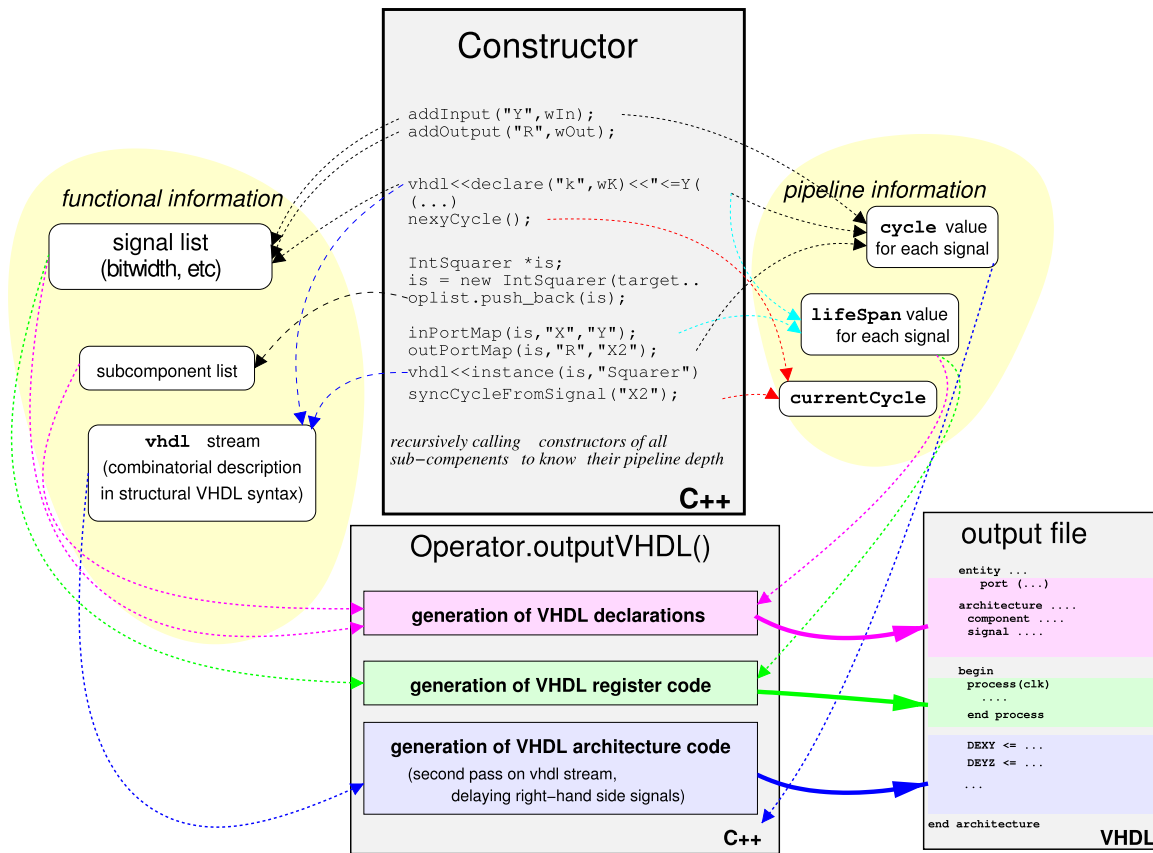 Constructor
addInput("Y",wIn);
addOutput("R",wOut);
vhdl<<declare("k",wK)<<"<=Y(
(...)
nexyCycle();
IntSquarer *is;
is = new IntSquarer(target..
oplist.push_back(is);
inPortMap(is,"X","Y");
outPortMap(is,"R","X2");
vhdl<<instance(is,"Squarer")
syncCycleFromSignal("X2");
recursively calling constructors of all
sub−compenents to know their pipeline depth
C++
functional information
signal list
(bitwidth, etc)
subcomponent list
vhdl stream
(combinatorial description
in structural VHDL syntax)
pipeline information
cycle value
for each signal
lifeSpan value
for each signal
currentCycle
Operator.outputVHDL()
generation of VHDL declarations
generation of VHDL register code
generation of VHDL architecture code
(second pass on vhdl stream,
delaying right−hand side signals)
C++
output file
entity ...
port (...)
architecture ....
component ....
signal ....
begin
process(clk)
....
end process
DEXY <= ...
DEYZ <= ...
...
end architecture
VHDL